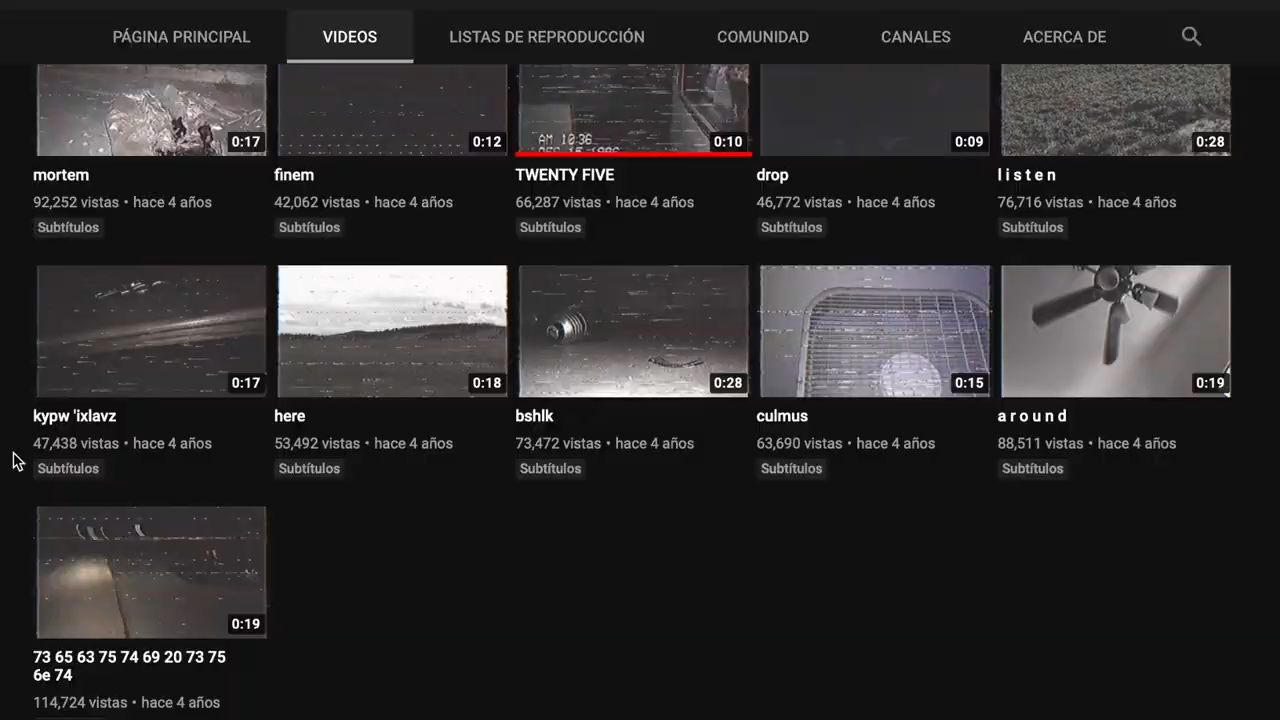 PÁGINA PRINCIPAL VIDEOS LISTAS DE REPRODUCCIÓN COMUNIDAD CANALES ACERCA DE
AM 10:36
0:17 0:12 0:10 0:09 0:28
mortem finem TWENTY FIVE drop l i s t e n
92,252 vistas • hace 4 años 42,062 vistas • hace 4 años 66,287 vistas • hace 4 años 46,772 vistas • hace 4 años 76,716 vistas • hace 4 años
Subtítulos Subtítulos Subtítulos Subtítulos Subtítulos
0:17 0:18 0:28 0:15 0:19
kypw 'ixlavz here bshlk culmus a r o u n d
47,438 vistas • hace 4 años 53,492 vistas • hace 4 años 73,472 vistas • hace 4 años 63,690 vistas • hace 4 años 88,511 vistas • hace 4 años
Subtítulos Subtítulos Subtítulos Subtítulos Subtítulos
0:19
73 65 63 75 74 69 20 73 75
6e 74
114,724 vistas • hace 4 años